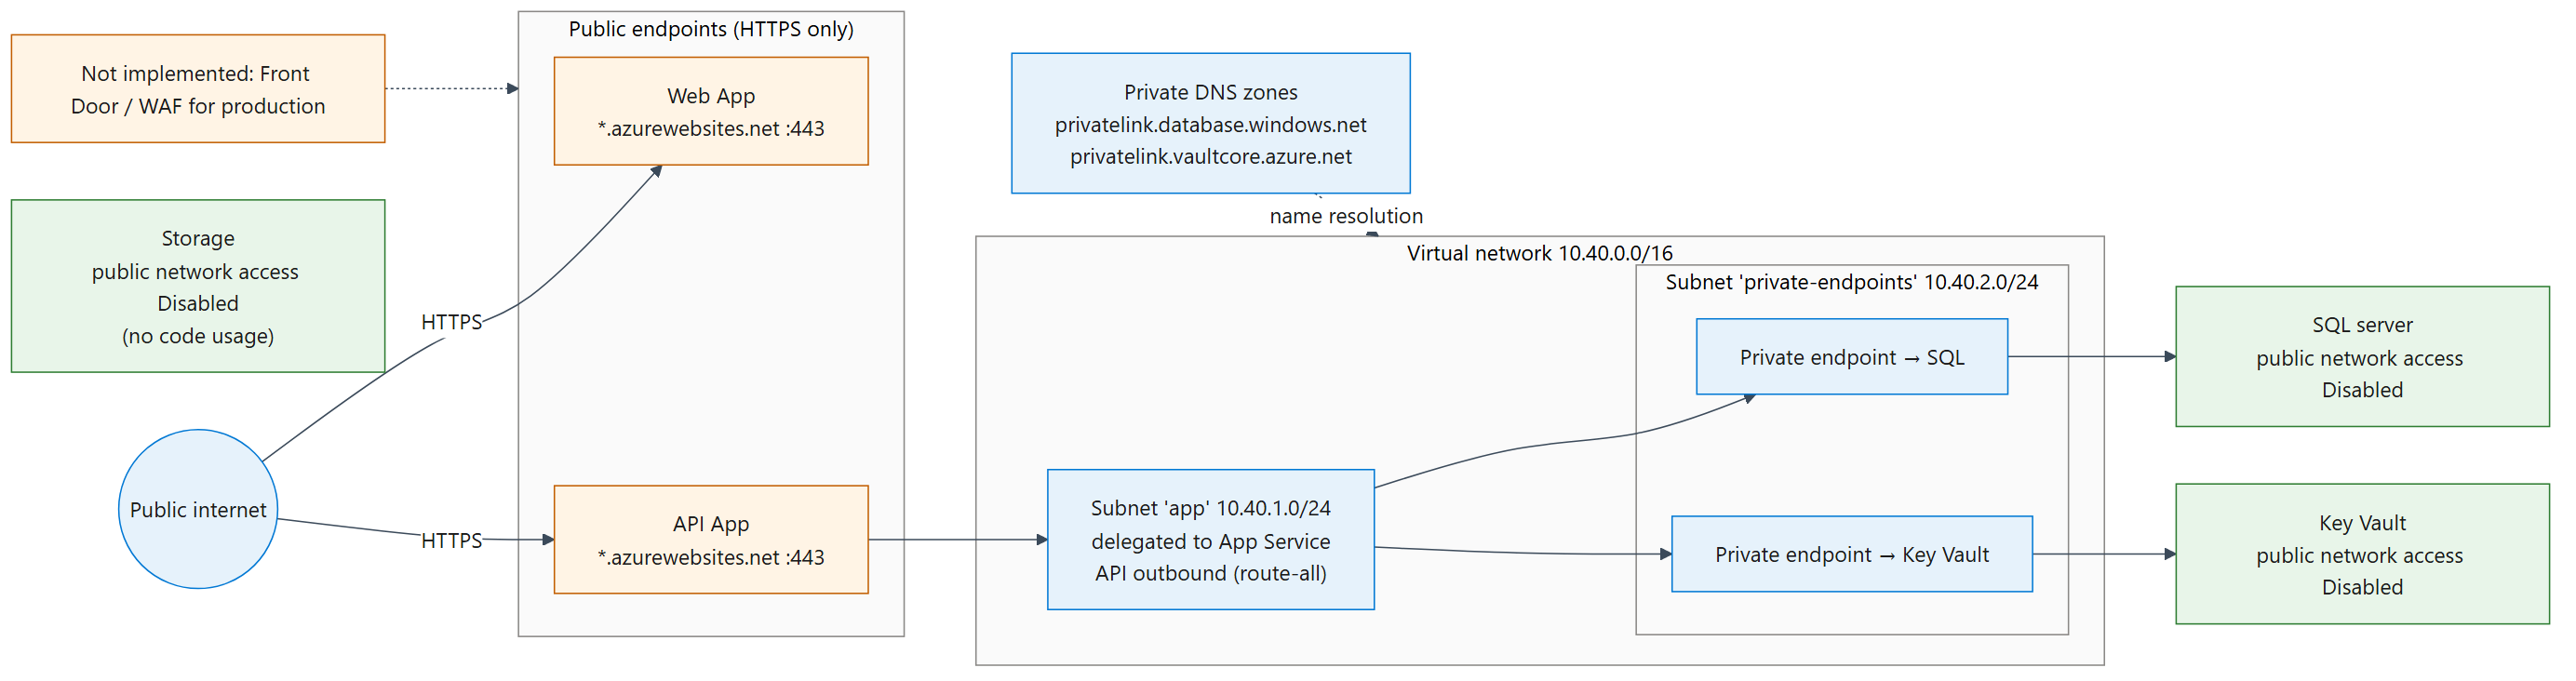 Not implemented: Front
Door / WAF for production
Storage
public network access
Disabled
(no code usage)
Public internet
HTTPS
HTTPS
Public endpoints (HTTPS only)
Web App
*.azurewebsites.net :443
API App
*.azurewebsites.net :443
Private DNS zones
privatelink.database.windows.net
privatelink.vaultcore.azure.net
name resolution
Virtual network 10.40.0.0/16
Subnet 'app' 10.40.1.0/24
delegated to App Service
API outbound (route-all)
Subnet 'private-endpoints' 10.40.2.0/24
Private endpoint → SQL
Private endpoint → Key Vault
SQL server
public network access
Disabled
Key Vault
public network access
Disabled